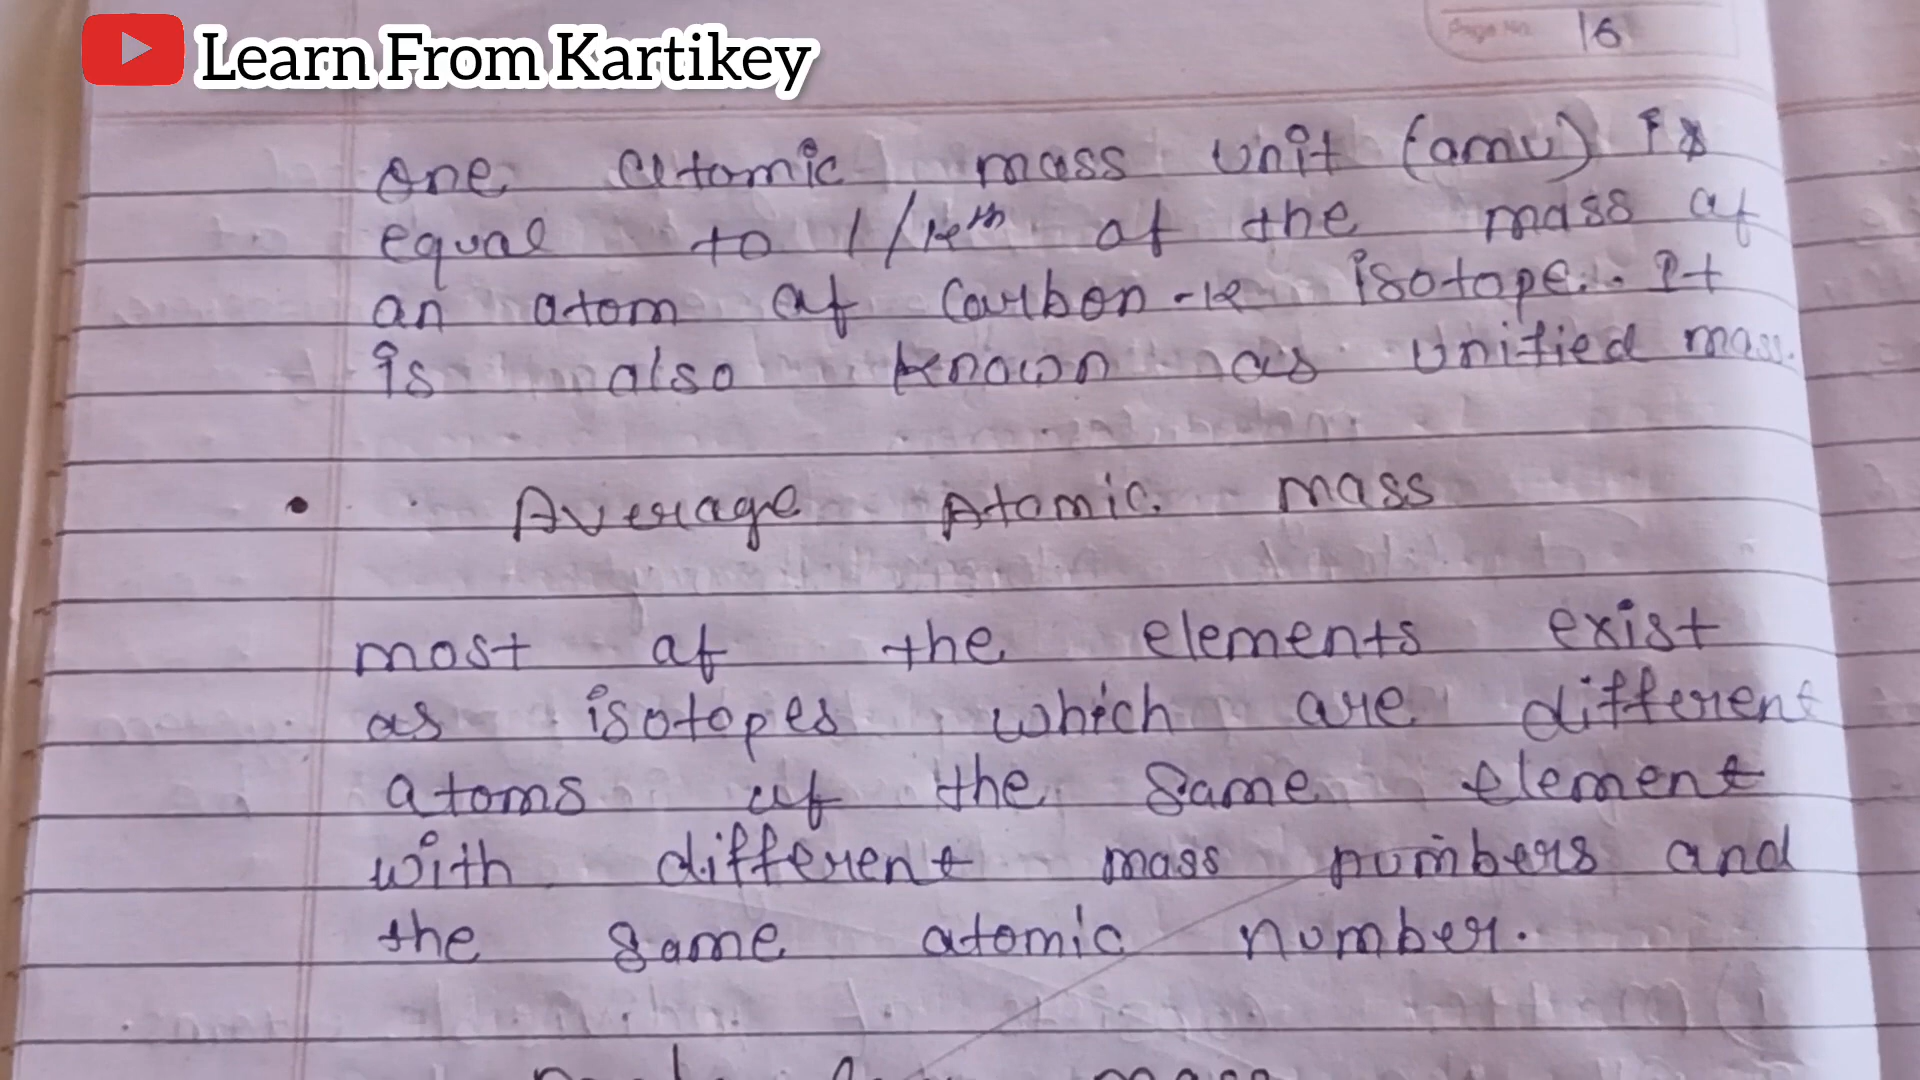 Learn From Kartikey
Page No. 16
One atomic mass unit (amu) is
equal to 1/12th of the mass of
an atom of Carbon-12 isotope. It
is also known as unified mass.
• Average Atomic mass
most of the elements exist
as isotopes which are different
atoms of the same element
with different mass numbers and
the same atomic number.
mass